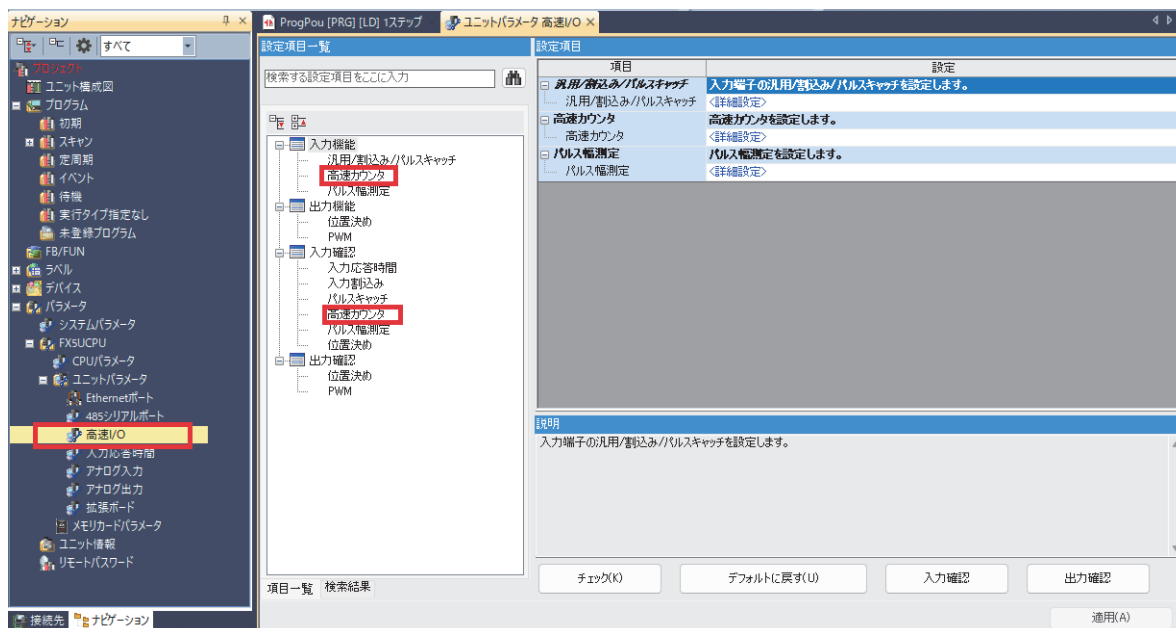 ナビゲーション
すべて
プロジェクト
ユニット構成図
プログラム
初期
スキャン
定周期
イベント
待機
実行タイプ指定なし
未登録プログラム
FB/FUN
ラベル
デバイス
パラメータ
システムパラメータ
FX5UCPU
CPUパラメータ
ユニットパラメータ
Ethernetポート
485シリアルポート
高速I/O
入力応答時間
アナログ入力
アナログ出力
拡張ボード
メモリカードパラメータ
ユニット情報
リモートパスワード
接続先 ナビゲーション
ProgPou [PRG] [LD] 1ステップ ユニットパラメータ 高速I/O
設定項目一覧
検索する設定項目をここに入力
入力機能
汎用/割込み/パルスキャッチ
高速カウンタ
パルス幅測定
出力機能
位置決め
PWM
入力確認
入力応答時間
入力割込み
パルスキャッチ
高速カウンタ
パルス幅測定
位置決め
出力確認
位置決め
PWM
項目一覧 検索結果
設定項目
項目 設定
汎用/割込み/パルスキャッチ 入力端子の汎用/割込み/パルスキャッチを設定します。
汎用/割込み/パルスキャッチ <詳細設定>
高速カウンタ 高速カウンタを設定します。
高速カウンタ <詳細設定>
パルス幅測定 パルス幅測定を設定します。
パルス幅測定 <詳細設定>
説明
入力端子の汎用/割込み/パルスキャッチを設定します。
チェック(K) デフォルトに戻す(U) 入力確認 出力確認
適用(A)